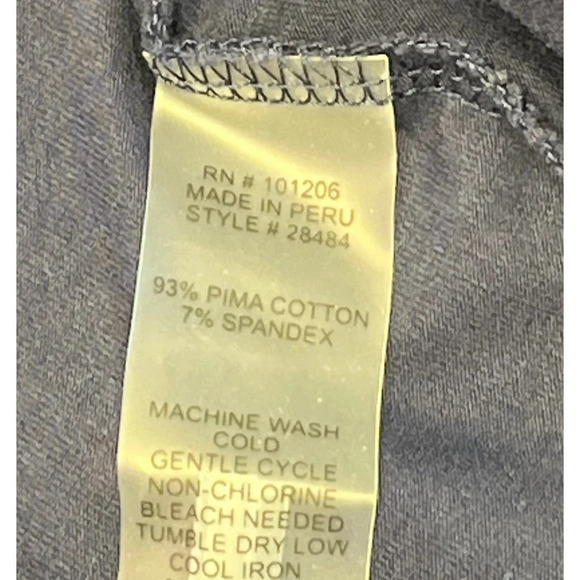 RN # 101206
MADE IN PERU
STYLE # 28484
93% PIMA COTTON
7% SPANDEX
MACHINE WASH
COLD
GENTLE CYCLE
NON-CHLORINE
BLEACH NEEDED
TUMBLE DRY LOW
COOL IRON